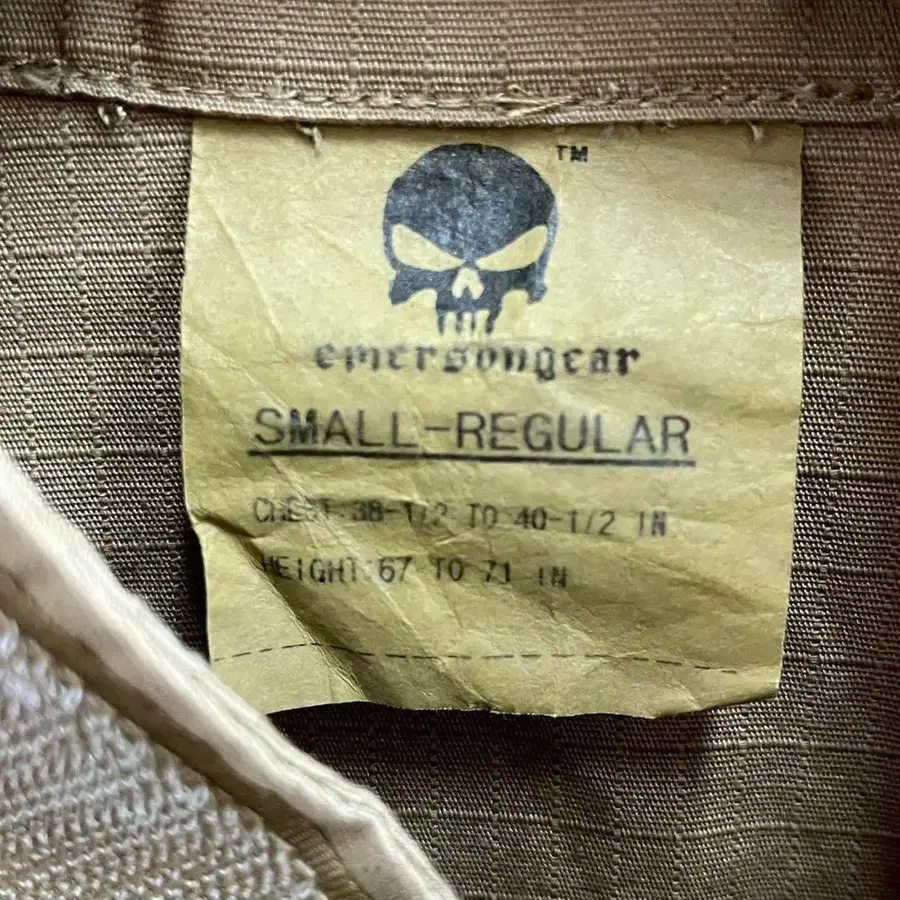 TM
emersongear
SMALL-REGULAR
CHEST:38-1/2 TO 40-1/2 IN
HEIGHT:67 TO 71 IN